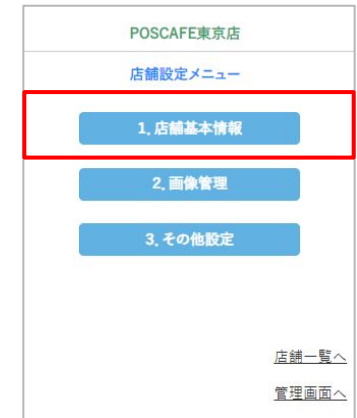 POSCAFE東京店
店舗設定メニュー
1. 店舗基本情報
2. 画像管理
3. その他設定
店舗一覧へ
管理画面へ